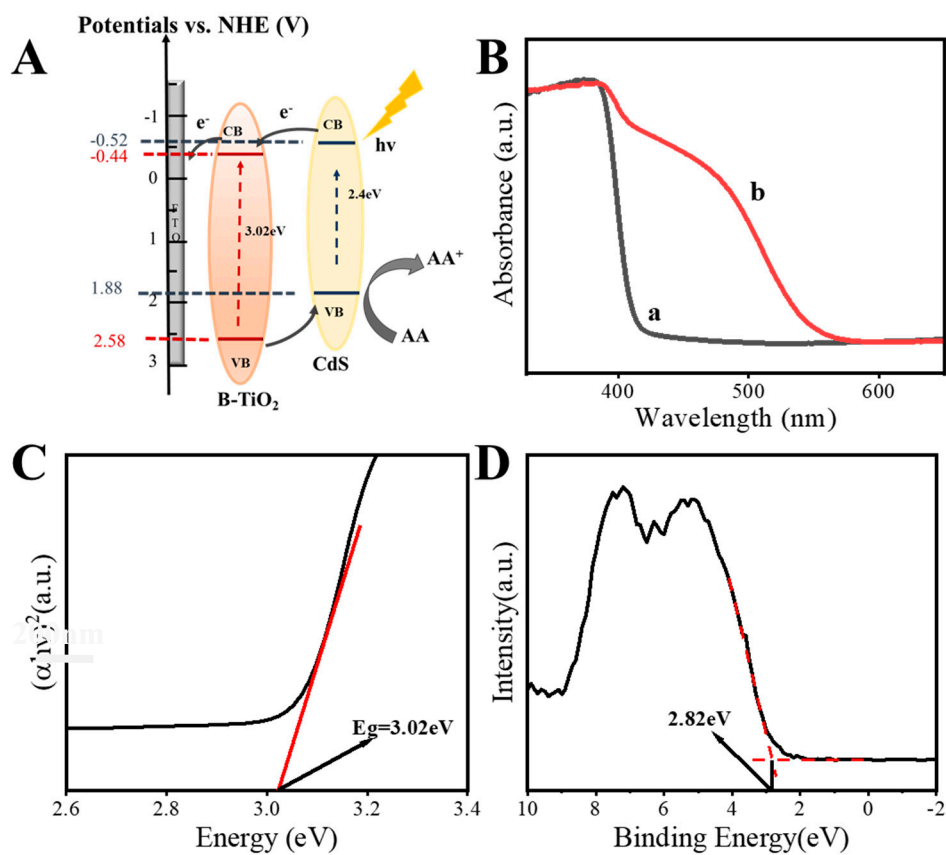 Potentials vs. NHE (V)
A
-1
-0.52
-0.44
0
1
1.88
2
2.58
3
FTO
e-
e-
CB
CB
hv
3.02eV
2.4eV
AA+
AA
VB
VB
CdS
B-TiO2
B
Absorbance (a.u.)
b
a
400
500
600
Wavelength (nm)
C
(αhv)2(a.u.)
200nm
Eg=3.02eV
2.6
3.0
3.2
3.4
Energy (eV)
D
Intensity(a.u.)
2.82eV
10
8
6
4
2
0
-2
Binding Energy(eV)